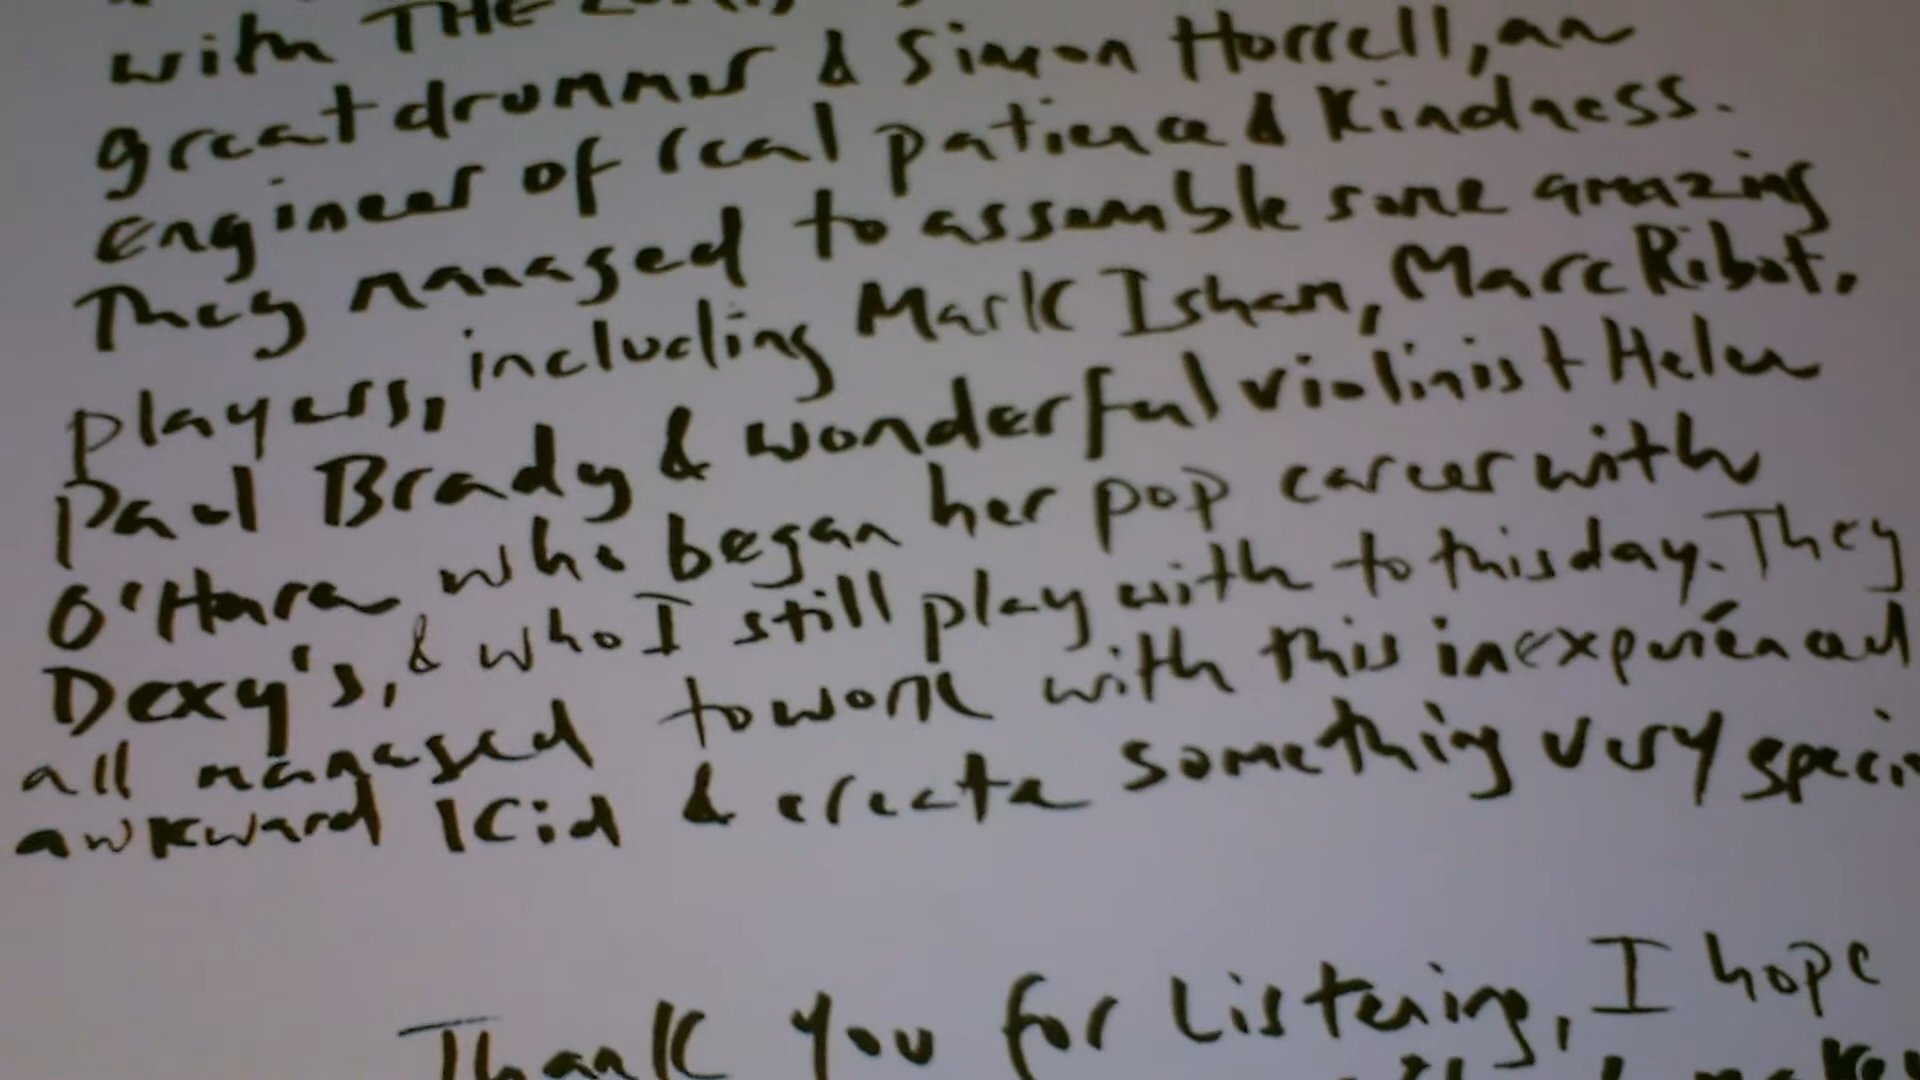 with THE
great drummer & Simon Horrell, an
engineer of real patience & kindness.
They managed to assemble some amazing
players, including Mark Isham, Marc Ribot,
Paul Brady & wonderful violinist Helen
O'Hara who began her pop career with
Dexy's, & who I still play with to this day. They
all managed to work with this inexperienced
awkward kid & create something very speci
Thank you for Listening, I hope